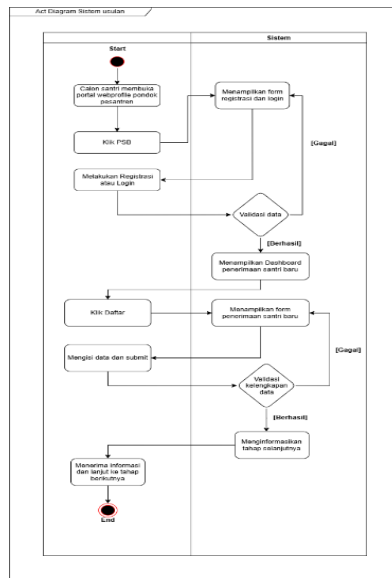 Act Diagram Sistem usulan
Sistem
Start
Calon santri membuka
portal webprofile pondok
pesantren
Menampilkan form
registrasi dan login
Klik PSB
[Gagal]
Melakukan Registrasi
atau Login
Validasi data
[Berhasil]
Menampilkan Dashboard
penerimaan santri baru
Klik Daftar
Menampilkan form
penerimaan santri baru
[Gagal]
Mengisi data dan submit
Validasi
kelengkapan
data
[Berhasil]
Menginformasikan
tahap selanjutnya
Menerima informasi
dan lanjut ke tahap
berikutnya
End